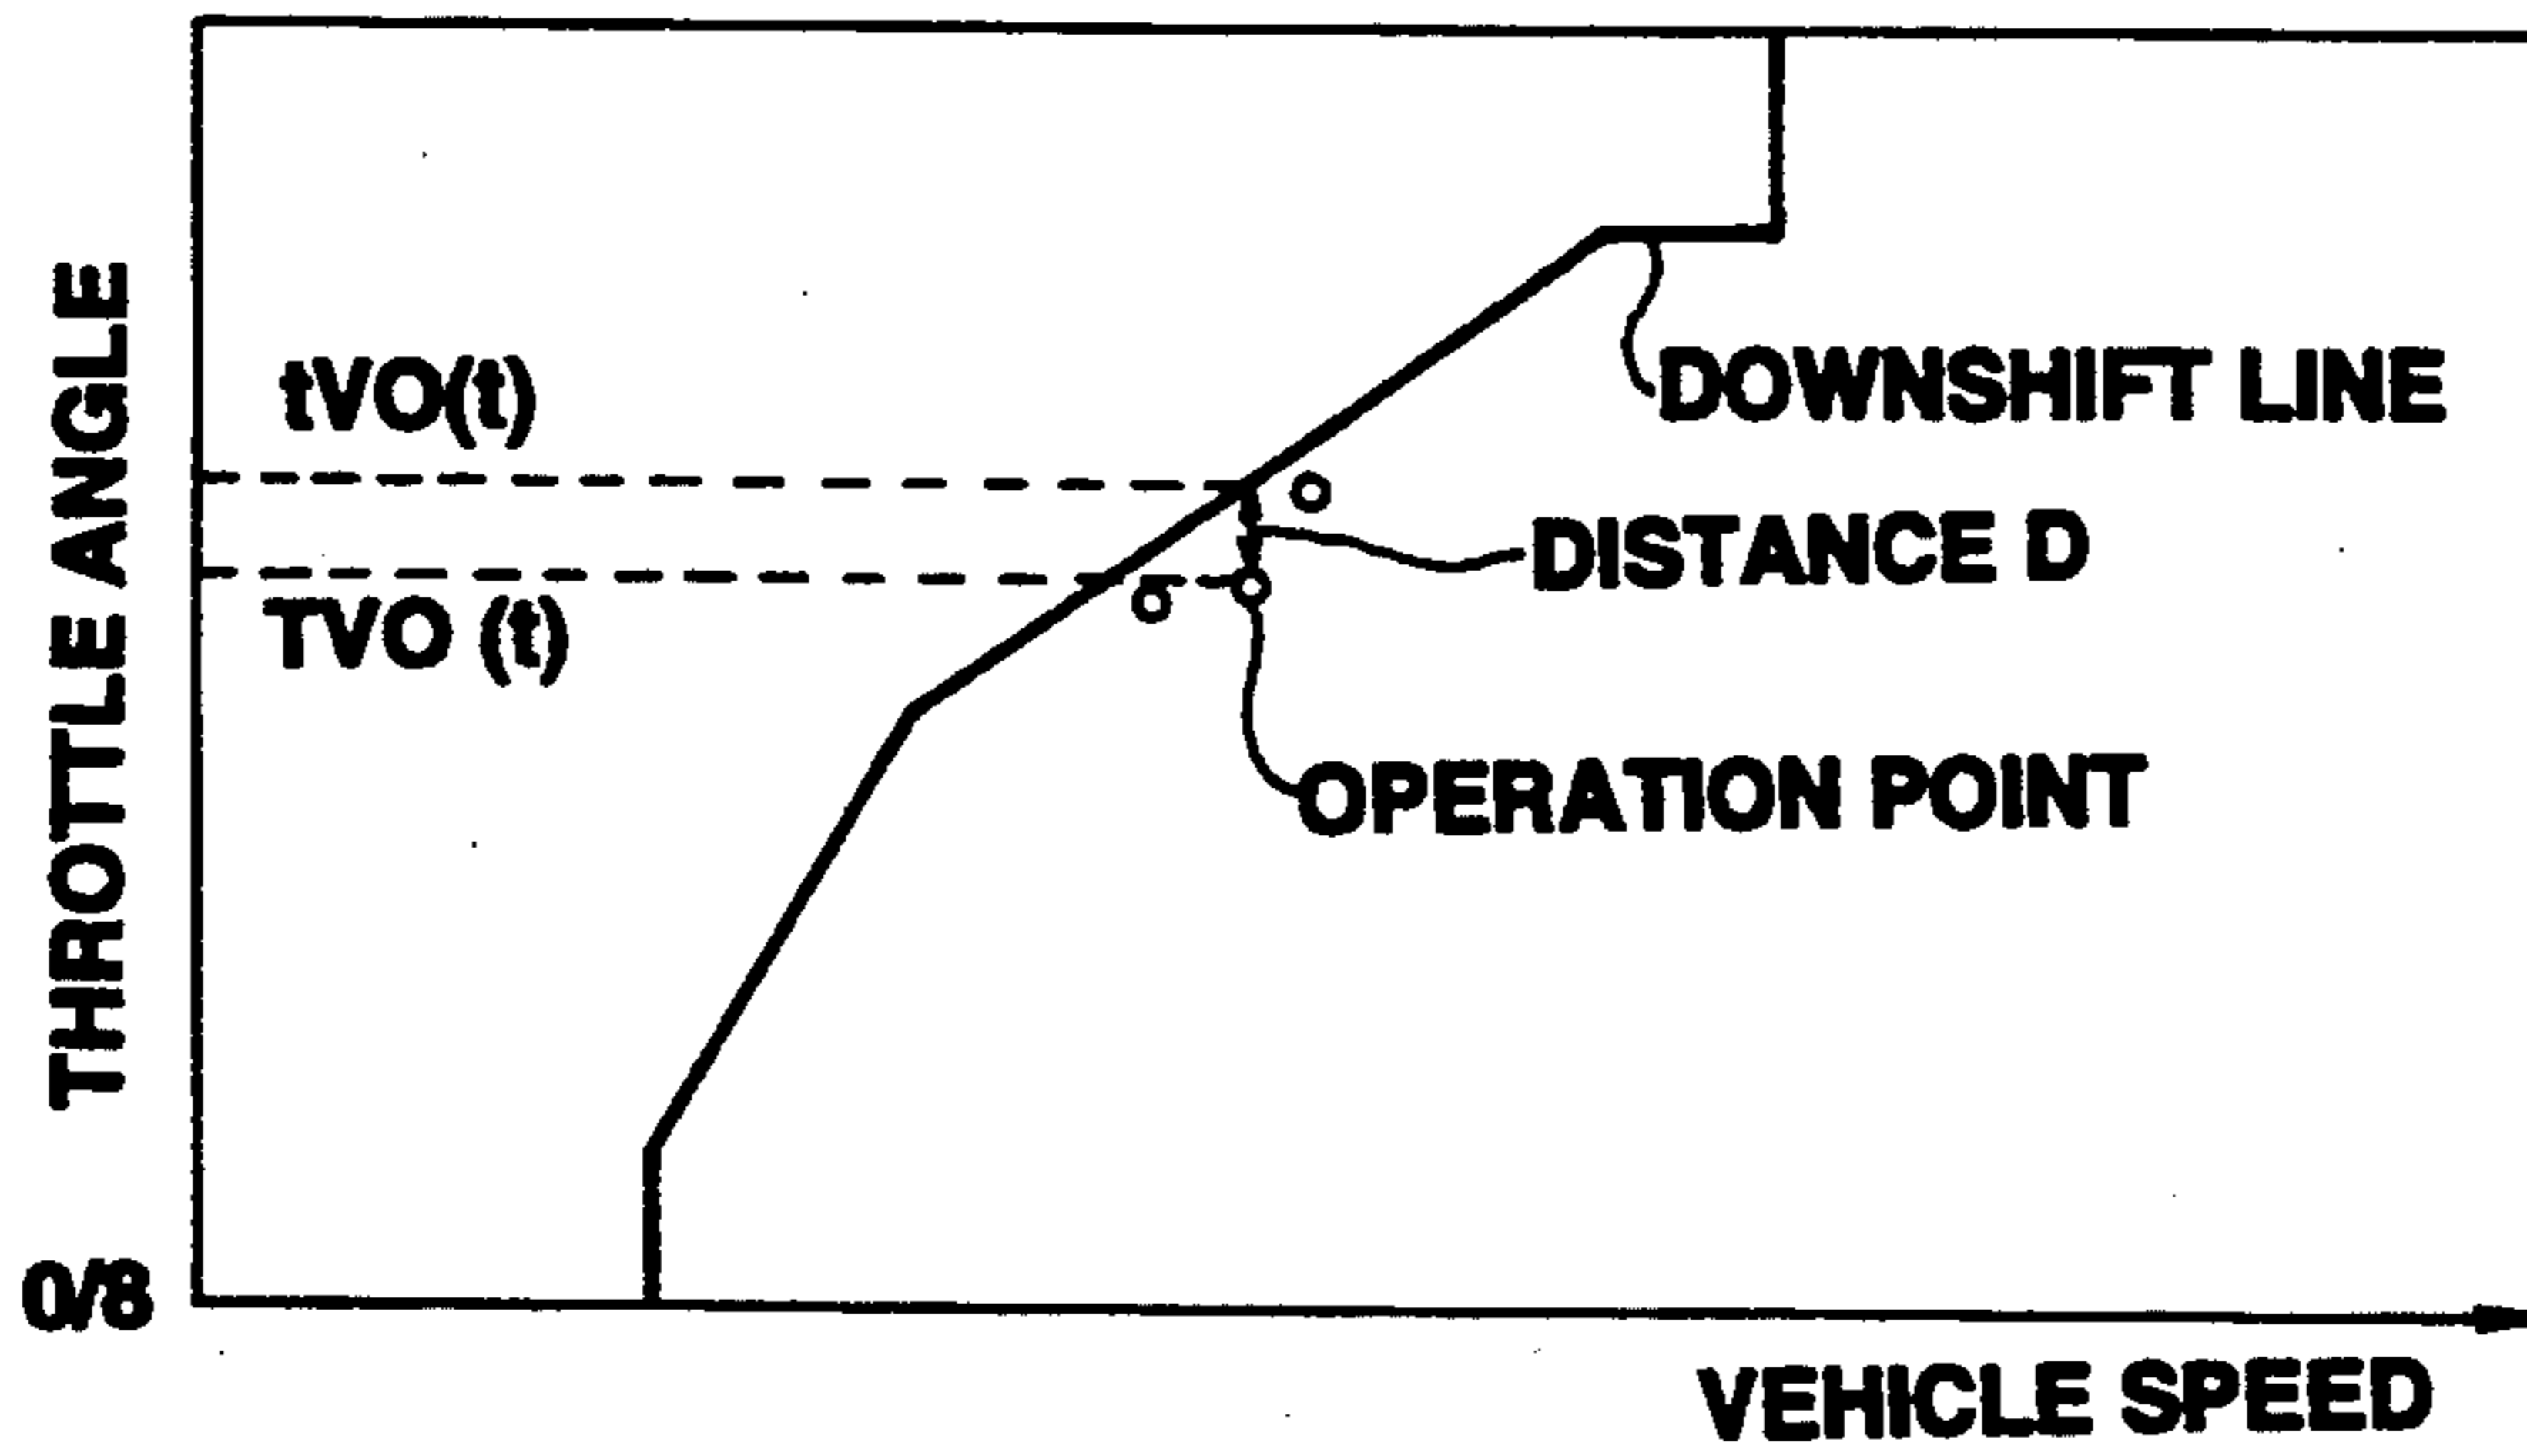 THROTTLE ANGLE
tVO(t)
DOWNSHIFT LINE
DISTANCE D
TVO (t)
OPERATION POINT
0/8
VEHICLE SPEED